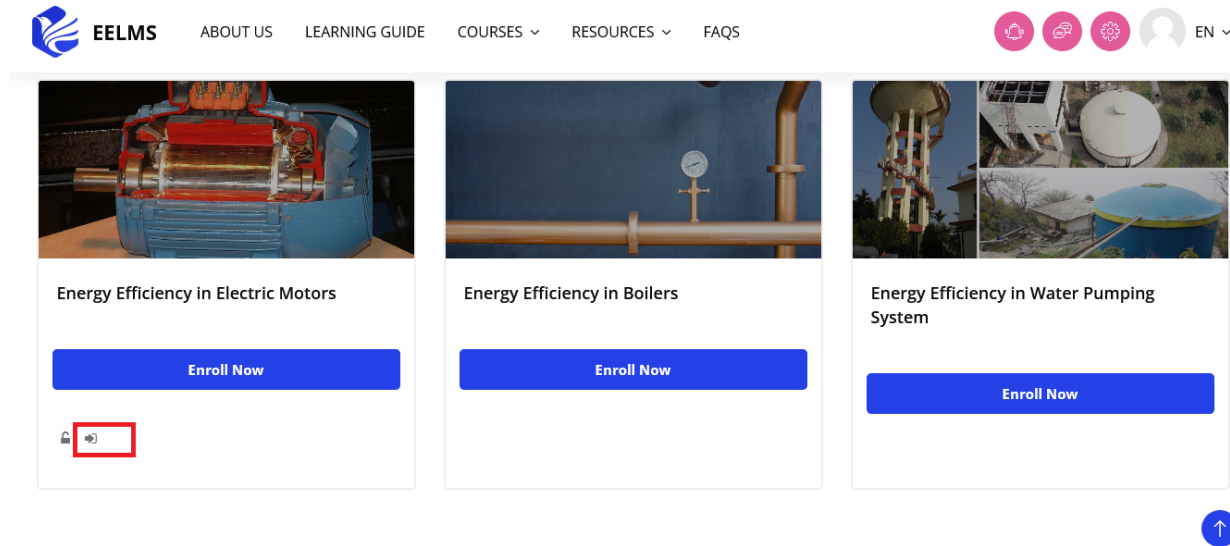 EELMS ABOUT US LEARNING GUIDE COURSES RESOURCES FAQS EN
Energy Efficiency in Electric Motors
Enroll Now
Energy Efficiency in Boilers
Enroll Now
Energy Efficiency in Water Pumping
System
Enroll Now